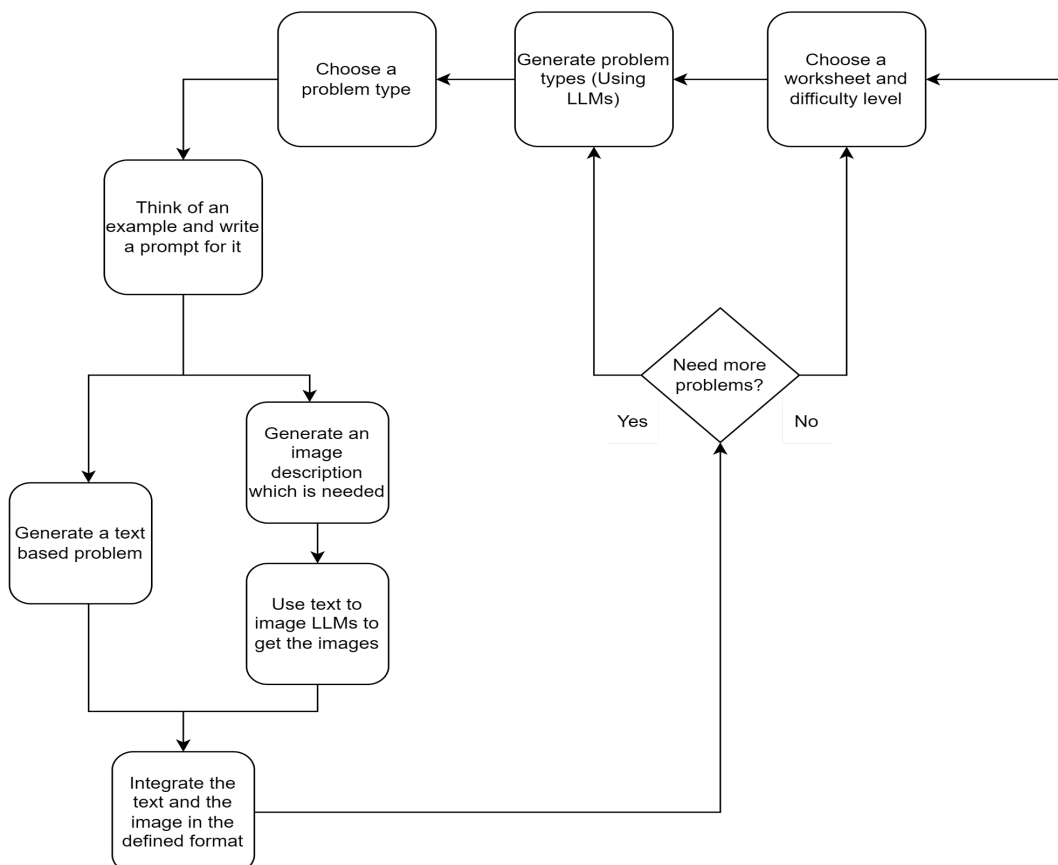 Choose a
problem type
Generate problem
types (Using
LLMs)
Choose a
worksheet and
difficulty level
Think of an
example and write
a prompt for it
Need more
problems?
Yes
No
Generate an
image
description
which is needed
Generate a text
based problem
Use text to
image LLMs to
get the images
Integrate the
text and the
image in the
defined format